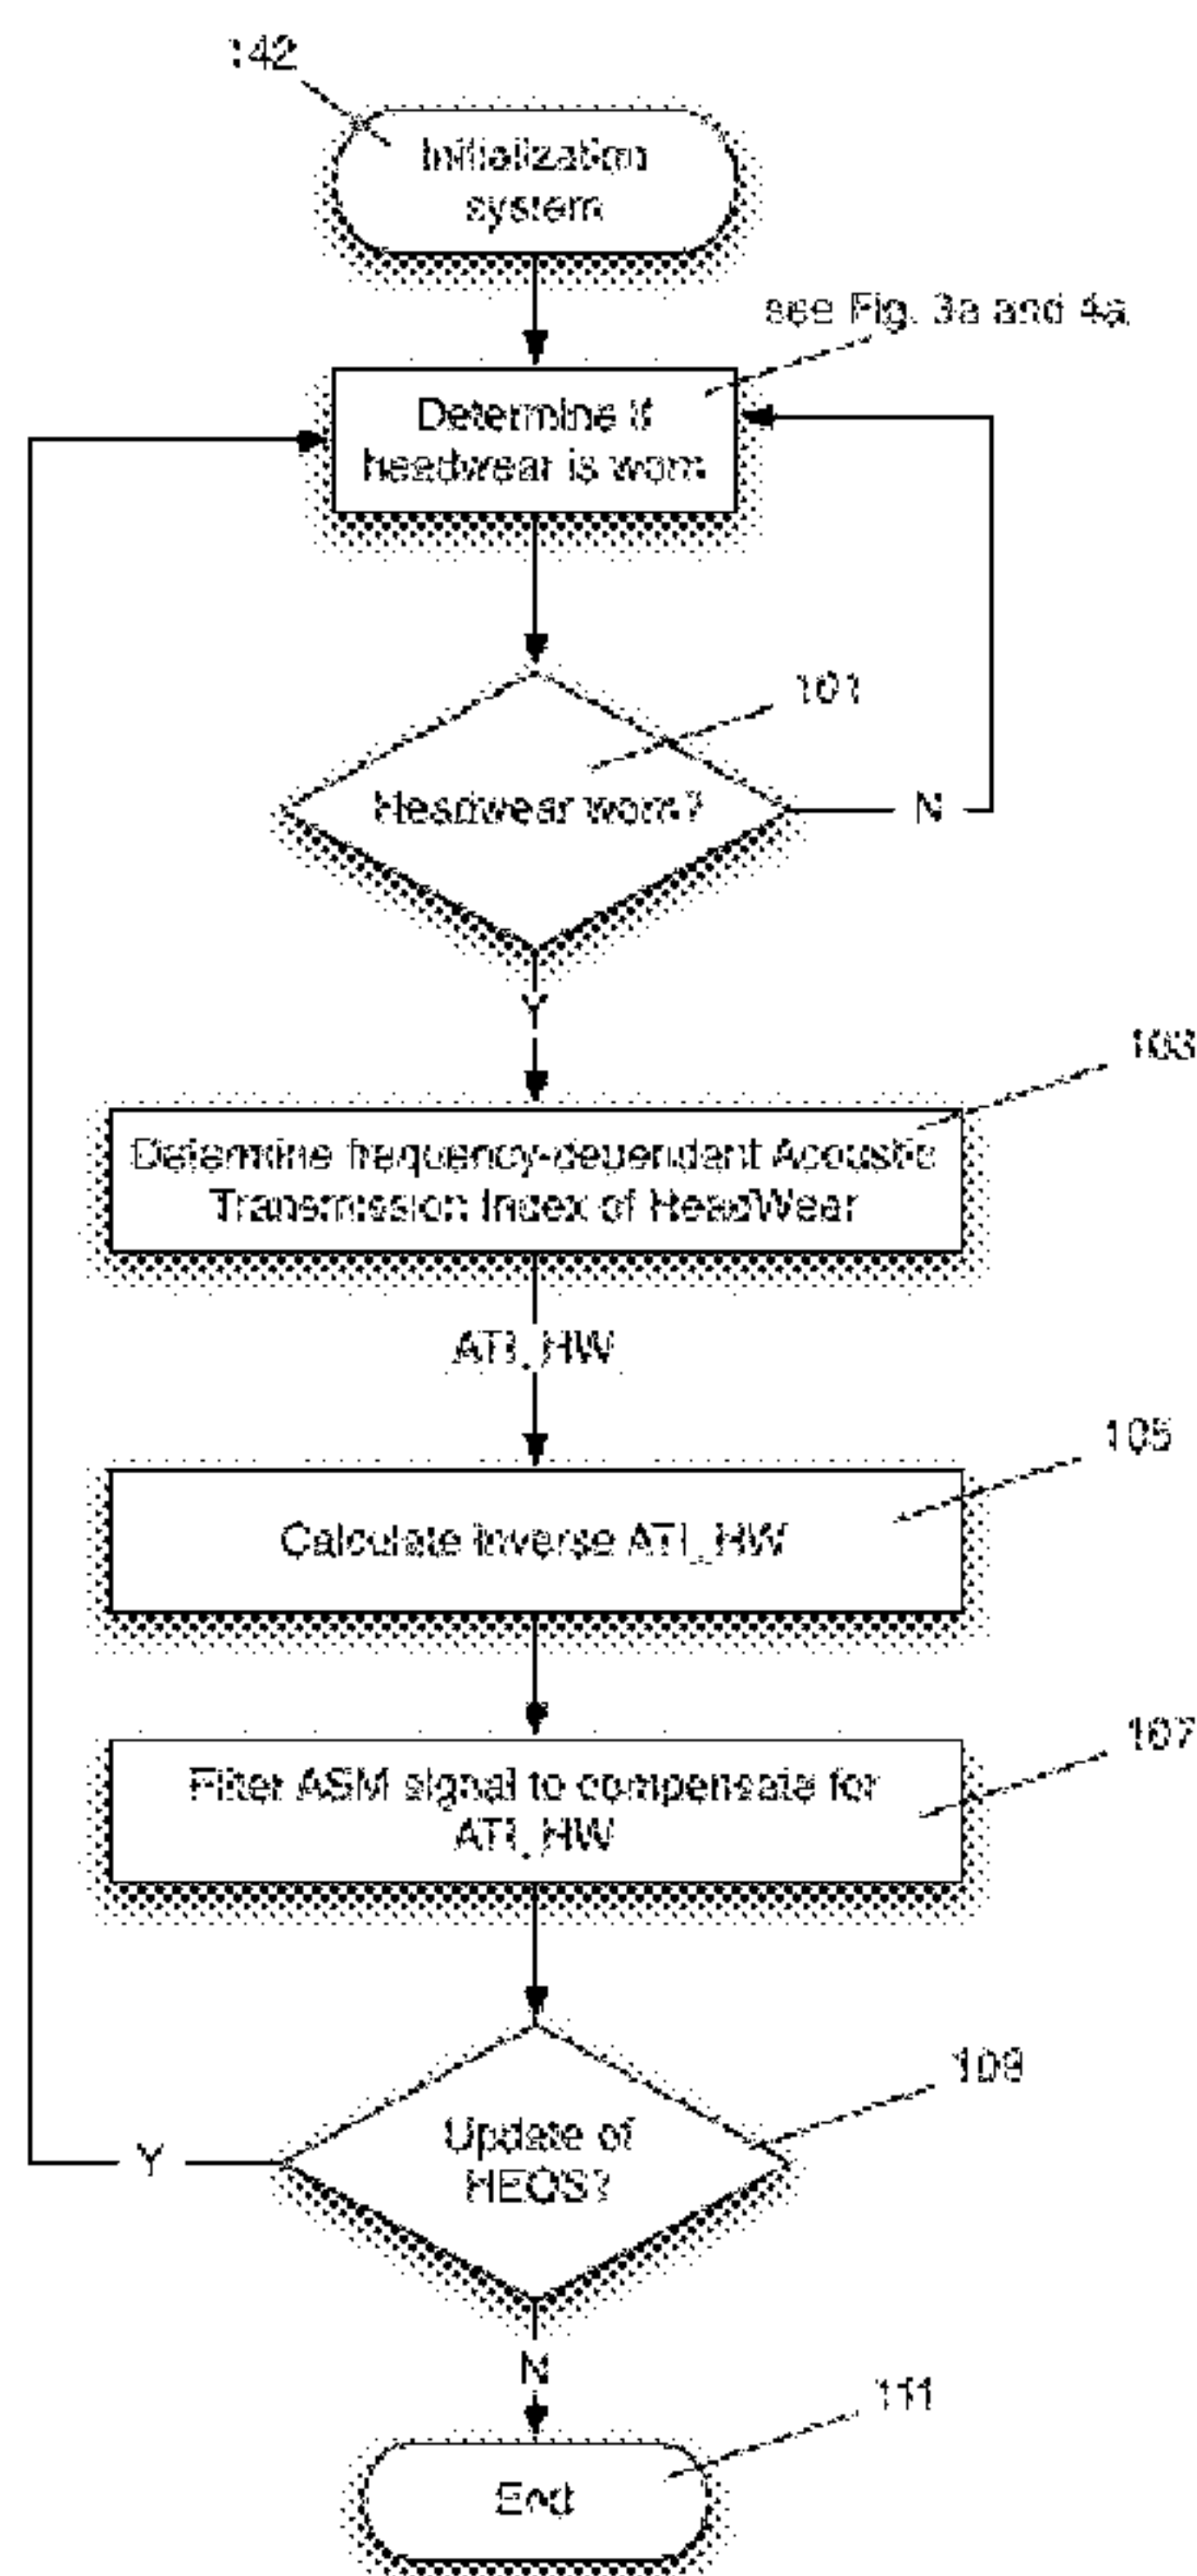 142
Initialization
system
see Fig. 3a and 4a
Determine if
headwear is worn
101
Headwear worn?
N
Y
103
Determine frequency-dependant Acoustic
Transmission Index of HeadWear
ATI_HW
105
Calculate inverse ATI_HW
107
Filter ASM signal to compensate for
ATI_HW
109
Update of
HEQS?
Y
N
111
End